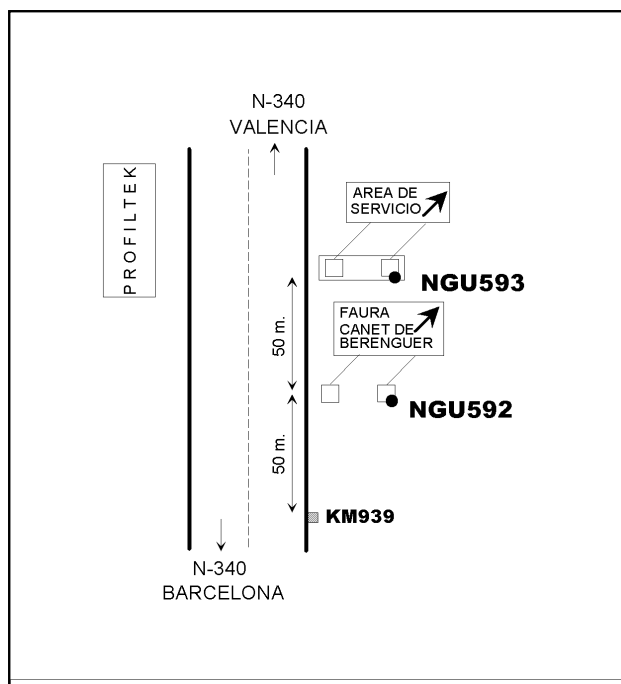 N-340
VALENCIA
PROFILTEK
AREA DE
SERVICIO
NGU593
50 m.
FAURA
CANET DE
BERENGUER
NGU592
50 m.
KM939
N-340
BARCELONA